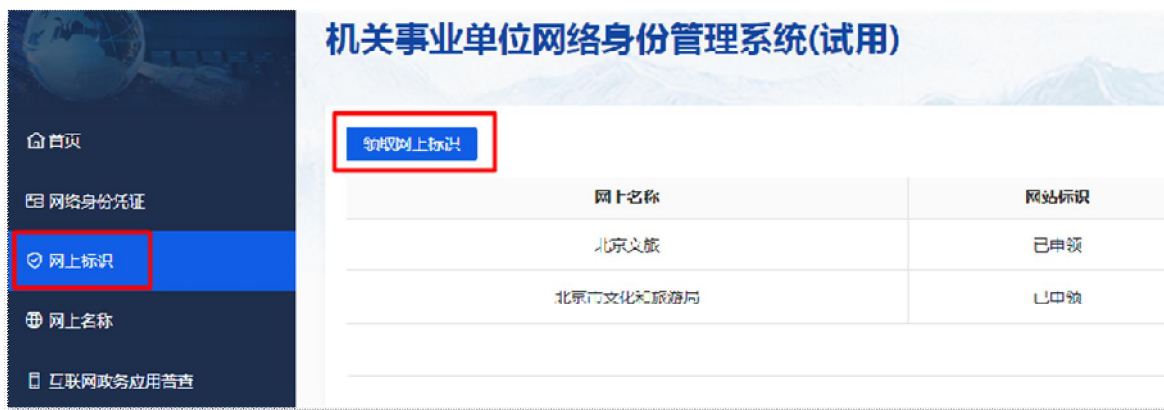 机关事业单位网络身份管理系统(试用)
首页
网络身份凭证
网上标识
网上名称
互联网政务应用普查
领取网上标识
网上名称 网站标识
北京文旅 已申领
北京市文化和旅游局 已申领